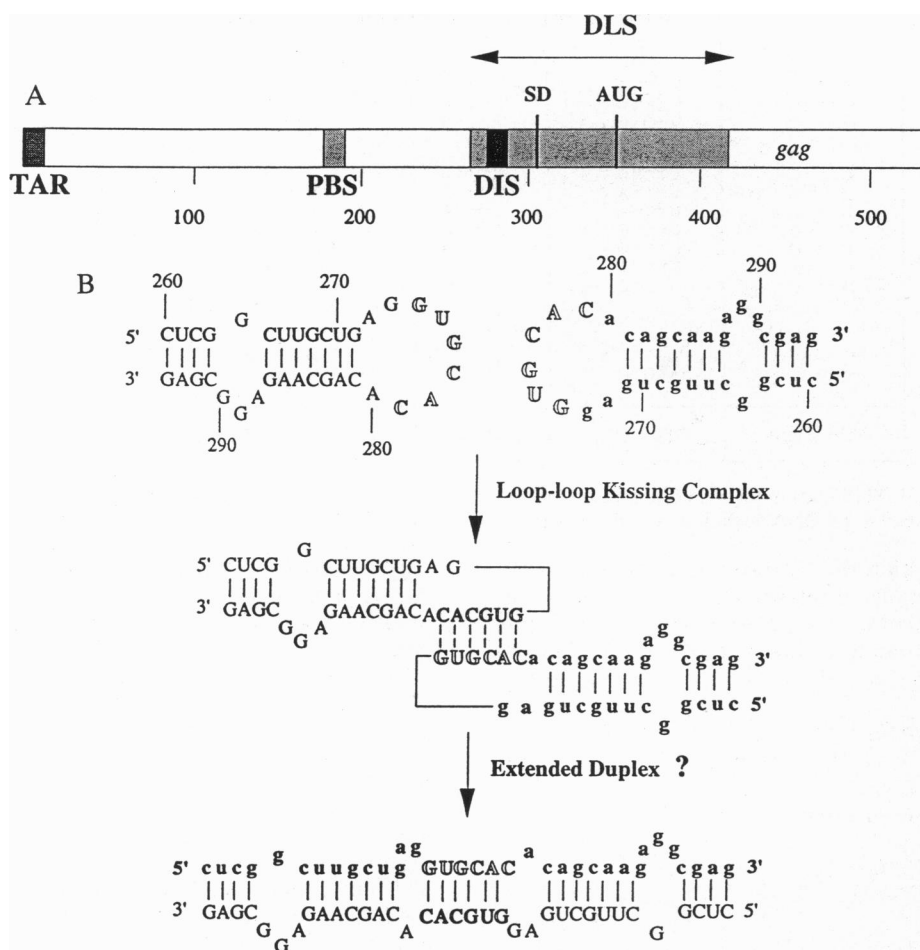 DLS
A SD AUG
gag
TAR PBS DIS
100 200 300 400 500
B 260 270 280 290
5' CUCG G CUUGCUG A G G U G C A C a cagcaag a g g cgag 3'
3' GAGC G G A GAACGAC A C A C G U G g a gucguuc g gcuc 5'
290 280 270 260
Loop-loop Kissing Complex
5' CUCG G CUUGCUG A G
3' GAGC G G A GAACGAC ACACGUG
GUGCACa cagcaag a g g cgag 3'
g a gucguuc g gcuc 5'
Extended Duplex ?
5' cucg g cuugcug a g GUGCAC a cagcaag a g g cgag 3'
3' GAGC G G A GAACGAC A CACGUG G A GUCGUUC G GCUC 5'